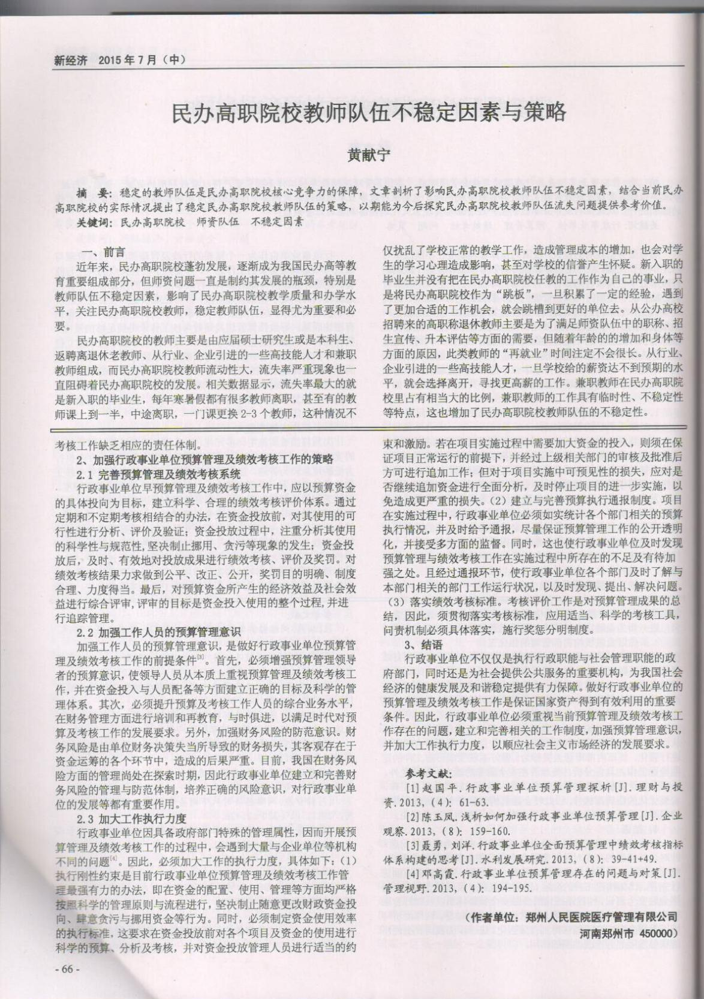 新经济 2015年7月（中）
民办高职院校教师队伍不稳定因素与策略
黄献宁
摘 要：稳定的教师队伍是民办高职院校核心竞争力的保障，文章剖析了影响民办高职院校教师队伍不稳定因素，结合当前民办
高职院校的实际情况提出了稳定民办高职院校教师队伍的策略，以期能为今后探究民办高职院校教师队伍流失问题提供参考价值。
关键词：民办高职院校 师资队伍 不稳定因素
一、前言
近年来，民办高职院校蓬勃发展，逐渐成为我国民办高等教
育重要组成部分，但师资问题一直是制约其发展的瓶颈，特别是
教师队伍不稳定因素，影响了民办高职院校教学质量和办学水
平，关注民办高职院校教师，稳定教师队伍，显得尤为重要和必
要。
民办高职院校的教师主要是由应届硕士研究生或是本科生、
返聘离退休老教师、从行业、企业引进的一些高技能人才和兼职
教师组成，而民办高职院校教师流动性大，流失率严重现象也一
直阻碍着民办高职院校的发展。相关数据显示，流失率最大的就
是新入职的毕业生，每年寒暑假都有很多教师离职，甚至有的教
师课上到一半，中途离职，一门课更换2-3个教师，这种情况不
仅扰乱了学校正常的教学工作，造成管理成本的增加，也会对学
生的学习心理造成影响，甚至对学校的信誉产生怀疑。新入职的
毕业生并没有把在民办高职院校任教的工作作为自己的事业，只
是将民办高职院校作为“跳板”，一旦积累了一定的经验，遇到
了更加合适的工作机会，就会跳槽到更好的单位去。从公办高校
招聘来的高职称退休教师主要是为了满足师资队伍中的职称、招
生宣传、升本评估等方面的需要，但随着年龄的的增加和身体等
方面的原因，此类教师的“再就业”时间注定不会很长。从行业、
企业引进的一些高技能人才，一旦学校给的薪资达不到预期的水
平，就会选择离开，寻找更高薪的工作。兼职教师在民办高职院
校里占有相当大的比例，兼职教师的工作具有临时性、不稳定性
等特点，这也增加了民办高职院校教师队伍的不稳定性。
考核工作缺乏相应的责任体制。
2、加强行政事业单位预算管理及绩效考核工作的策略
2.1 完善预算管理及绩效考核系统
行政事业单位早预算管理及绩效考核工作中，应以预算资金
的具体投向为目标，建立科学、合理的绩效考核评价体系。通过
定期和不定期考核相结合的办法，在资金投放前，对其使用的可
行性进行分析、评价及验证；资金投放过程中，注重分析其使用
的科学性与规范性，坚决制止挪用、贪污等现象的发生；资金投
放后，及时、有效地对投放成果进行绩效考核、评价及奖罚。对
绩效考核结果力求做到公平、改正、公开，奖罚目的明确、制度
合理、力度得当。最后，对预算资金所产生的经济效益及社会效
益进行综合评审，评审的目标是资金投入使用的整个过程，并进
行追踪管理。
2.2 加强工作人员的预算管理意识
加强工作人员的预算管理意识，是做好行政事业单位预算管
理及绩效考核工作的前提条件[3]。首先，必须增强预算管理领导
者的预算意识，使领导人员从本质上重视预算管理及绩效考核工
作，并在资金投入与人员配备等方面建立正确的目标及科学的管
理体系。其次，必须提升预算及考核工作人员的综合业务水平，
在财务管理方面进行培训和再教育，与时俱进，以满足时代对预
算及考核工作的发展要求。另外，加强财务风险的防范意识。财
务风险是由单位财务决策失当所导致的财务损失，其客观存在于
资金运筹的各个环节中，造成的后果严重。目前，我国在财务风
险方面的管理尚处在探索时期，因此行政事业单位建立和完善财
务风险的管理与防范体制，培养正确的风险意识，对行政事业单
位的发展等都有重要作用。
2.3 加大工作执行力度
行政事业单位因具备政府部门特殊的管理属性，因而开展预
算管理及绩效考核工作的过程中，会遇到大量与企业单位等机构
不同的问题[4]。因此，必须加大工作的执行力度，具体如下：（1）
执行刚性约束是目前行政事业单位预算管理及绩效考核工作管
理最强有力的办法，即在资金的配置、使用、管理等方面均严格
按照科学的管理原则与流程进行，坚决制止随意更改财政资金投
向、肆意贪污与挪用资金等行为。同时，必须制定资金使用效率
的执行标准，这要求在资金投放前对各个项目及资金的使用进行
科学的预算、分析及考核，并对资金投放管理人员进行适当的约
束和激励。若在项目实施过程中需要加大资金的投入，则须在保
证项目正常运行的前提下，并经过上级相关部门的审核及批准后
方可进行追加工作；但对于项目实施中可预见性的损失，应对是
否继续追加资金进行全面分析，及时停止项目的进一步实施，以
免造成更严重的损失。（2）建立与完善预算执行通报制度。项目
在实施过程中，行政事业单位必须如实统计各个部门相关的预算
执行情况，并及时给予通报，尽量保证预算管理工作的公开透明
化，并接受多方面的监督。同时，这也使行政事业单位及时发现
预算管理与绩效考核工作在实施过程中所存在的不足及有待加
强之处。且经过通报环节，使行政事业单位各个部门及时了解与
本部门相关的部门工作运行状况，以及时发现、提出、解决问题。
（3）落实绩效考核标准。考核评价工作是对预算管理成果的总
结，因此，须贯彻落实考核标准，应用适当、科学的考核工具，
问责机制必须具体落实，施行奖惩分明制度。
3、结语
行政事业单位不仅仅是执行行政职能与社会管理职能的政
府部门，同时还是为社会提供公共服务的重要机构，为我国社会
经济的健康发展及和谐稳定提供有力保障。做好行政事业单位的
预算管理及绩效考核工作是保证国家资产得到有效利用的重要
条件。因此，行政事业单位必须重视当前预算管理及绩效考核工
作存在的问题，建立和完善相关的工作制度，加强预算管理意识，
并加大工作执行力度，以顺应社会主义市场经济的发展要求。
参考文献：
[1]赵国平.行政事业单位预算管理探析[J].理财与投
资.2013，（4）：61-63.
[2]陈玉凤.浅析如何加强行政事业单位预算管理[J].企业
观察.2013，（8）：159-160.
[3]聂勇，刘洋.行政事业单位全面预算管理中绩效考核指标
体系构建的思考[J].水利发展研究.2013，（8）：39-41+49.
[4]邓高霞.行政事业单位预算管理存在的问题与对策[J].
管理视野.2013，（4）：194-195.
（作者单位：郑州人民医院医疗管理有限公司
河南郑州市 450000）
- 66 -